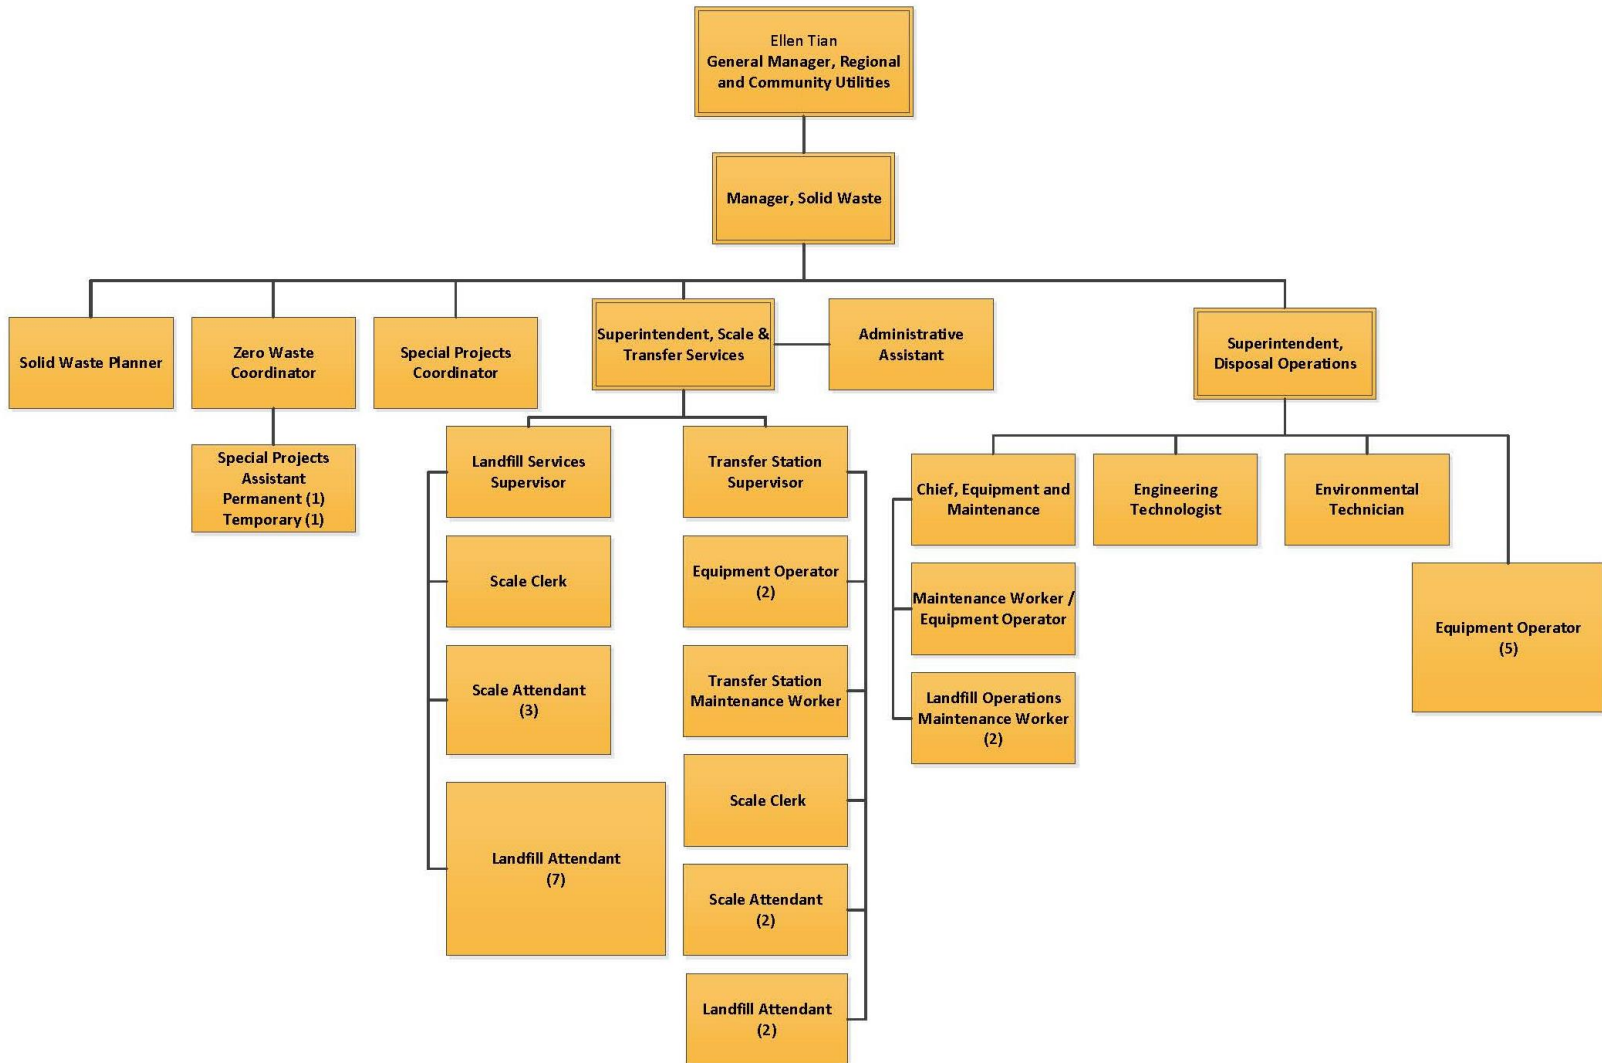 Ellen Tian
General Manager, Regional
and Community Utilities
Manager, Solid Waste
Solid Waste Planner
Zero Waste
Coordinator
Special Projects
Coordinator
Superintendent, Scale &
Transfer Services
Administrative
Assistant
Superintendent,
Disposal Operations
Special Projects
Assistant
Permanent (1)
Temporary (1)
Landfill Services
Supervisor
Scale Clerk
Scale Attendant
(3)
Landfill Attendant
(7)
Transfer Station
Supervisor
Equipment Operator
(2)
Transfer Station
Maintenance Worker
Scale Clerk
Scale Attendant
(2)
Landfill Attendant
(2)
Chief, Equipment and
Maintenance
Maintenance Worker /
Equipment Operator
Landfill Operations
Maintenance Worker
(2)
Engineering
Technologist
Environmental
Technician
Equipment Operator
(5)